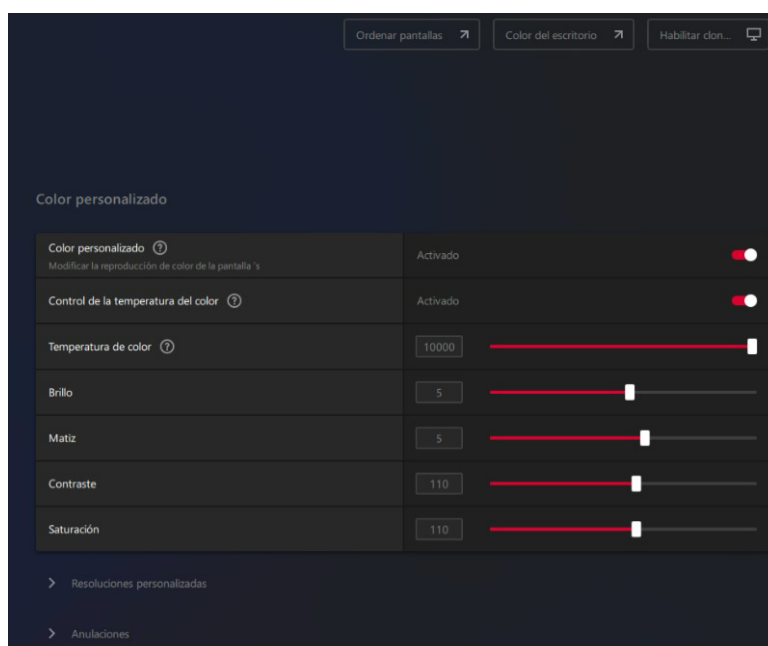 Ordenar pantallas
Color del escritorio
Habilitar clon...
Color personalizado
Color personalizado
Activado
Modificar la reproducción de color de la pantalla 's
Control de la temperatura del color
Activado
Temperatura de color
10000
Brillo
5
Matiz
5
Contraste
110
Saturación
110
Resoluciones personalizadas
Anulaciones